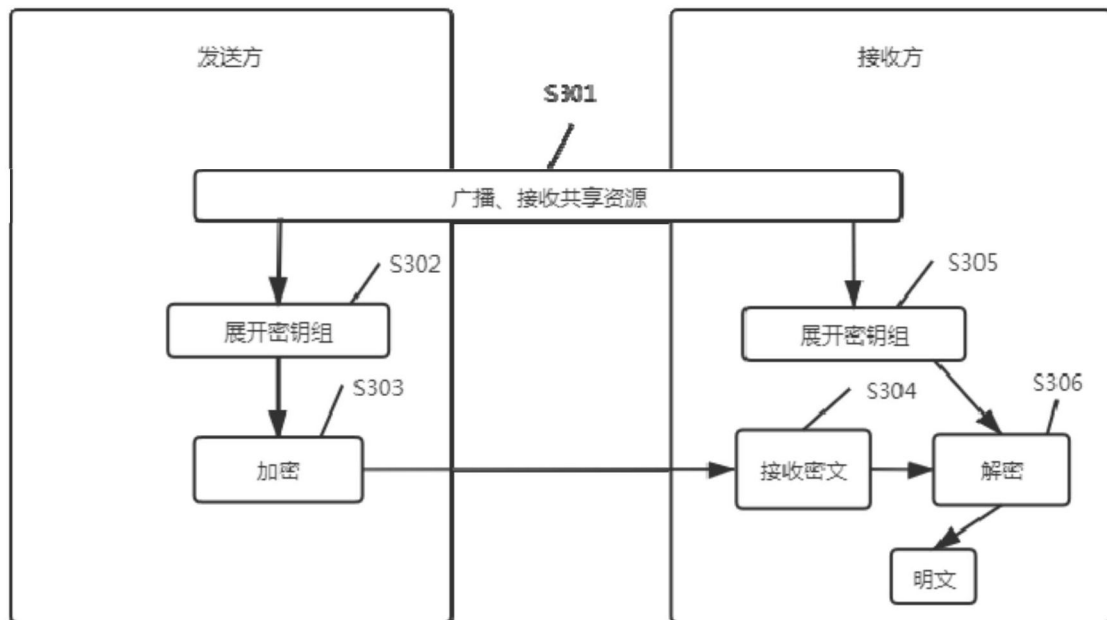 发送方
接收方
S301
广播、接收共享资源
S302
S305
展开密钥组
展开密钥组
S303
S304
S306
加密
接收密文
解密
明文